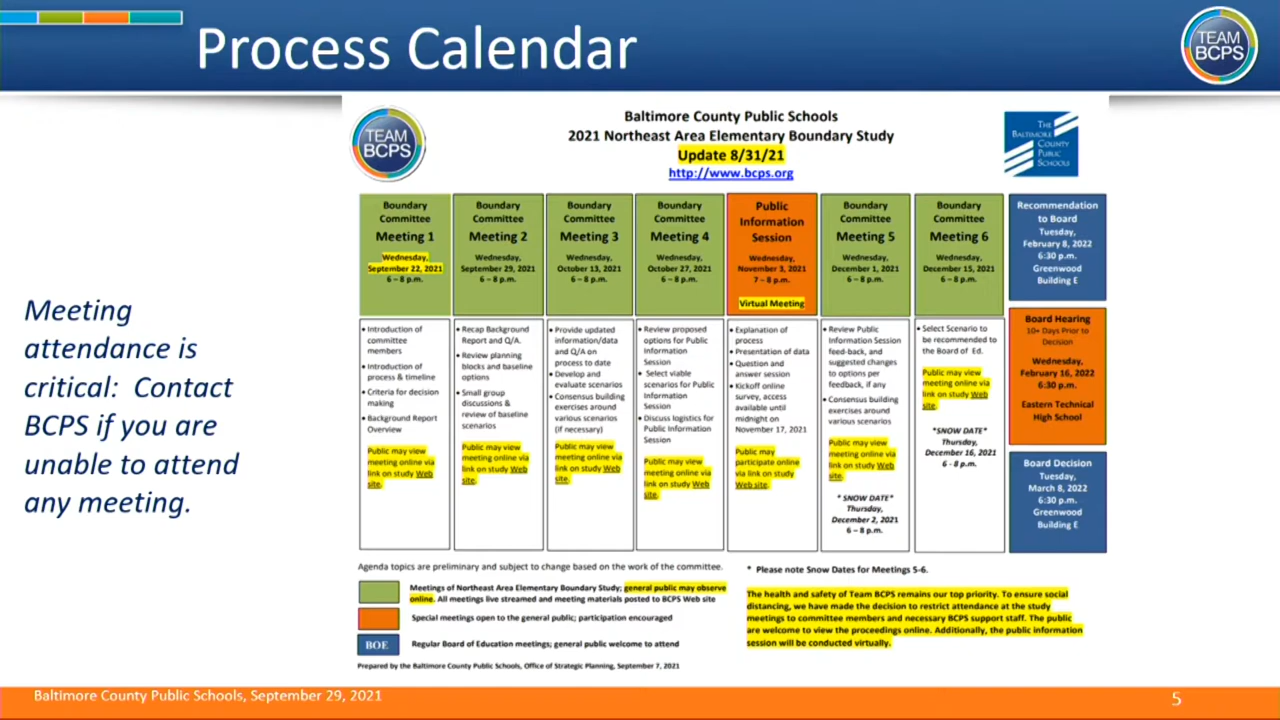 Process Calendar
TEAM
BCPS
Meeting
attendance is
critical: Contact
BCPS if you are
unable to attend
any meeting.
TEAM
BCPS
Baltimore County Public Schools
2021 Northeast Area Elementary Boundary Study
Update 8/31/21
http://www.bcps.org
THE
BALTIMORE
COUNTY
PUBLIC
SCHOOLS
Boundary
Committee
Meeting 1
Wednesday,
September 22, 2021
6 – 8 p.m.
• Introduction of
committee
members
• Introduction of
process & timeline
• Criteria for decision
making
• Background Report
Overview
Public may view
meeting online via
link on study Web
site.
Boundary
Committee
Meeting 2
Wednesday,
September 29, 2021
6 – 8 p.m.
• Recap Background
Report and Q/A.
• Review planning
blocks and baseline
options
• Small group
discussions &
review of baseline
scenarios
Public may view
meeting online via
link on study Web
site.
Boundary
Committee
Meeting 3
Wednesday,
October 13, 2021
6 – 8 p.m.
• Provide updated
information/data
and Q/A on
process to date
• Develop and
evaluate scenarios
• Consensus building
exercises around
various scenarios
(if necessary)
Public may view
meeting online via
link on study Web
site.
Boundary
Committee
Meeting 4
Wednesday,
October 27, 2021
6 – 8 p.m.
• Review proposed
options for Public
Information
Session
• Select viable
scenarios for Public
Information
Session
• Discuss logistics for
Public Information
Session
Public may view
meeting online via
link on study Web
site.
Public
Information
Session
Wednesday,
November 3, 2021
7 – 8 p.m.
Virtual Meeting
• Explanation of
process
• Presentation of data
• Question and
answer session
• Kickoff online
survey, access
available until
midnight on
November 17, 2021
Public may
participate online
via link on study
Web site.
Boundary
Committee
Meeting 5
Wednesday,
December 1, 2021
6 – 8 p.m.
• Review Public
Information Session
feed-back, and
suggested changes
to options per
feedback, if any
• Consensus building
exercises around
various scenarios
Public may view
meeting online via
link on study Web
site.
* SNOW DATE*
Thursday,
December 2, 2021
6 – 8 p.m.
Boundary
Committee
Meeting 6
Wednesday,
December 15, 2021
6 – 8 p.m.
• Select Scenario to
be recommended to
the Board of Ed.
Public may view
meeting online via
link on study Web
site.
*SNOW DATE*
Thursday,
December 16, 2021
6 - 8 p.m.
Recommendation
to Board
Tuesday,
February 8, 2022
6:30 p.m.
Greenwood
Building E
Board Hearing
10+ Days Prior to
Decision
Wednesday,
February 16, 2022
6:30 p.m.
Eastern Technical
High School
Board Decision
Tuesday,
March 8, 2022
6:30 p.m.
Greenwood
Building E
Agenda topics are preliminary and subject to change based on the work of the committee.
Meetings of Northeast Area Elementary Boundary Study; general public may observe
online. All meetings live streamed and meeting materials posted to BCPS Web site
Special meetings open to the general public; participation encouraged
BOE Regular Board of Education meetings; general public welcome to attend
Prepared by the Baltimore County Public Schools, Office of Strategic Planning, September 7, 2021
* Please note Snow Dates for Meetings 5-6.
The health and safety of Team BCPS remains our top priority. To ensure social
distancing, we have made the decision to restrict attendance at the study
meetings to committee members and necessary BCPS support staff. The public
are welcome to view the proceedings online. Additionally, the public information
session will be conducted virtually.
Baltimore County Public Schools, September 29, 2021
5